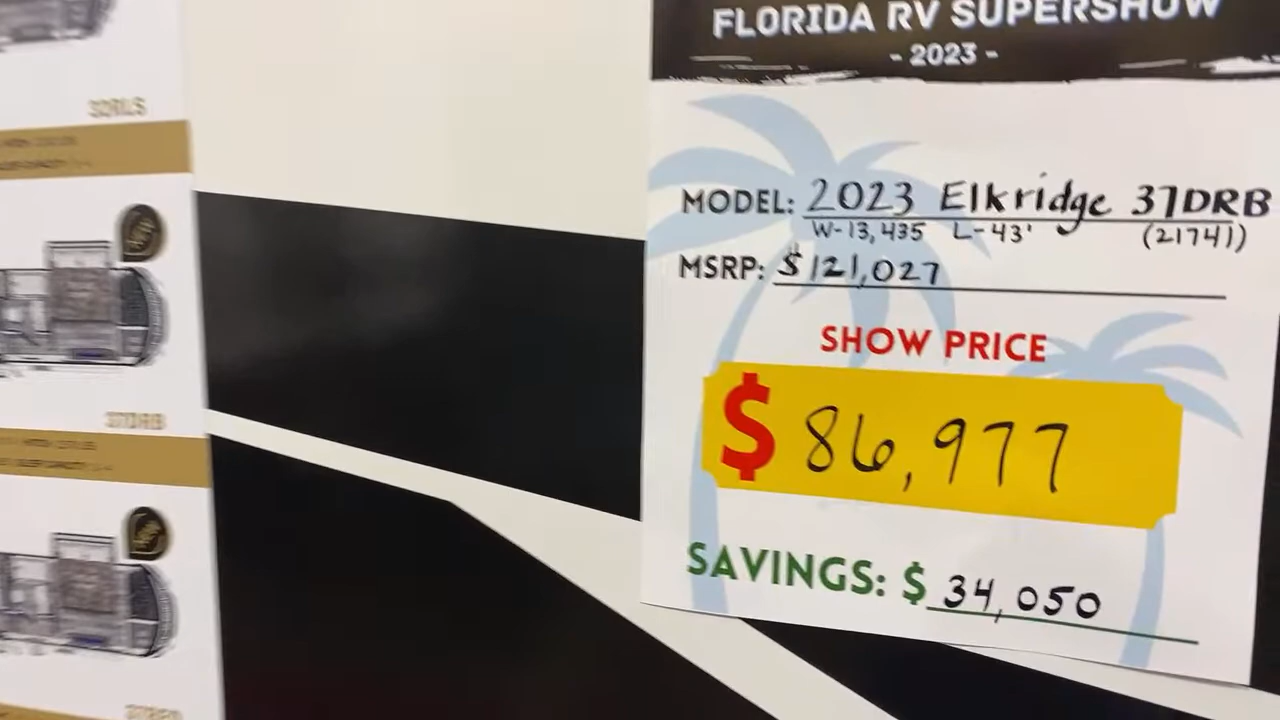 32RLS
37DRB
FLORIDA RV SUPERSHOW
- 2023 -
MODEL: 2023 Elkridge 37DRB
W-13,435 L-43' (21741)
MSRP: $121,027
SHOW PRICE
$ 86,977
SAVINGS: $ 34,050